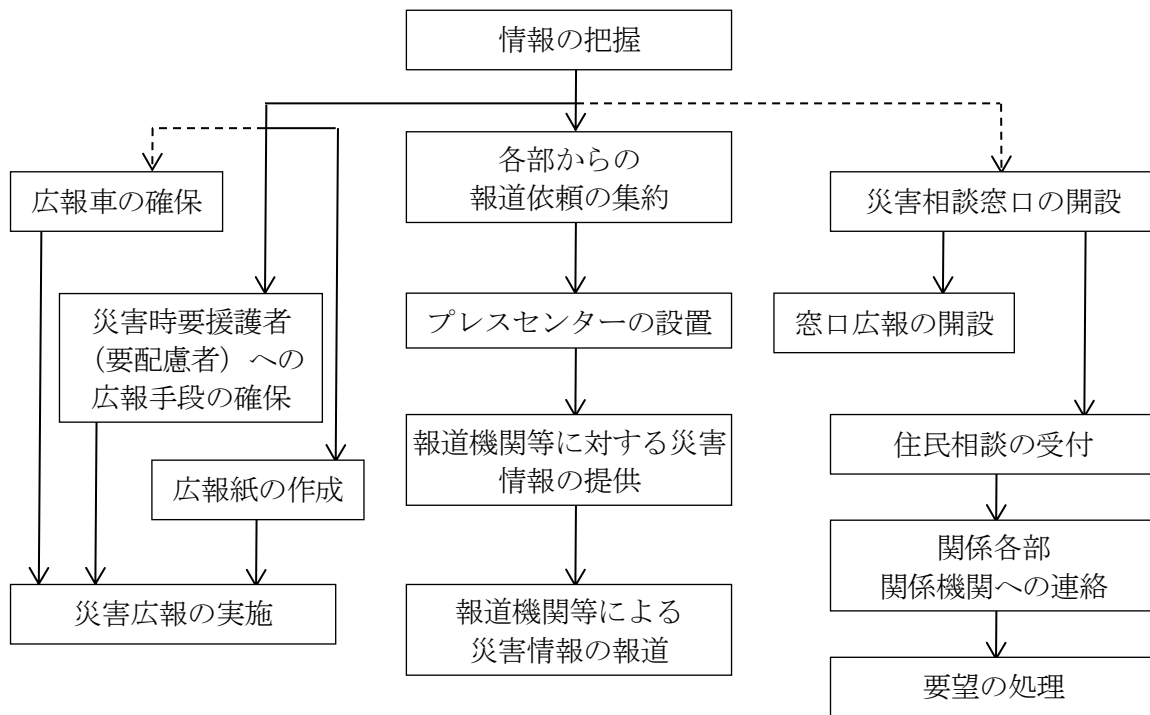 情報の把握
各部からの
報道依頼の集約
広報車の確保
災害相談窓口の開設
災害時要援護者
（要配慮者）への
広報手段の確保
プレスセンターの設置
窓口広報の開設
報道機関等に対する災害
情報の提供
住民相談の受付
広報紙の作成
関係各部
関係機関への連絡
災害広報の実施
報道機関等による
災害情報の報道
要望の処理